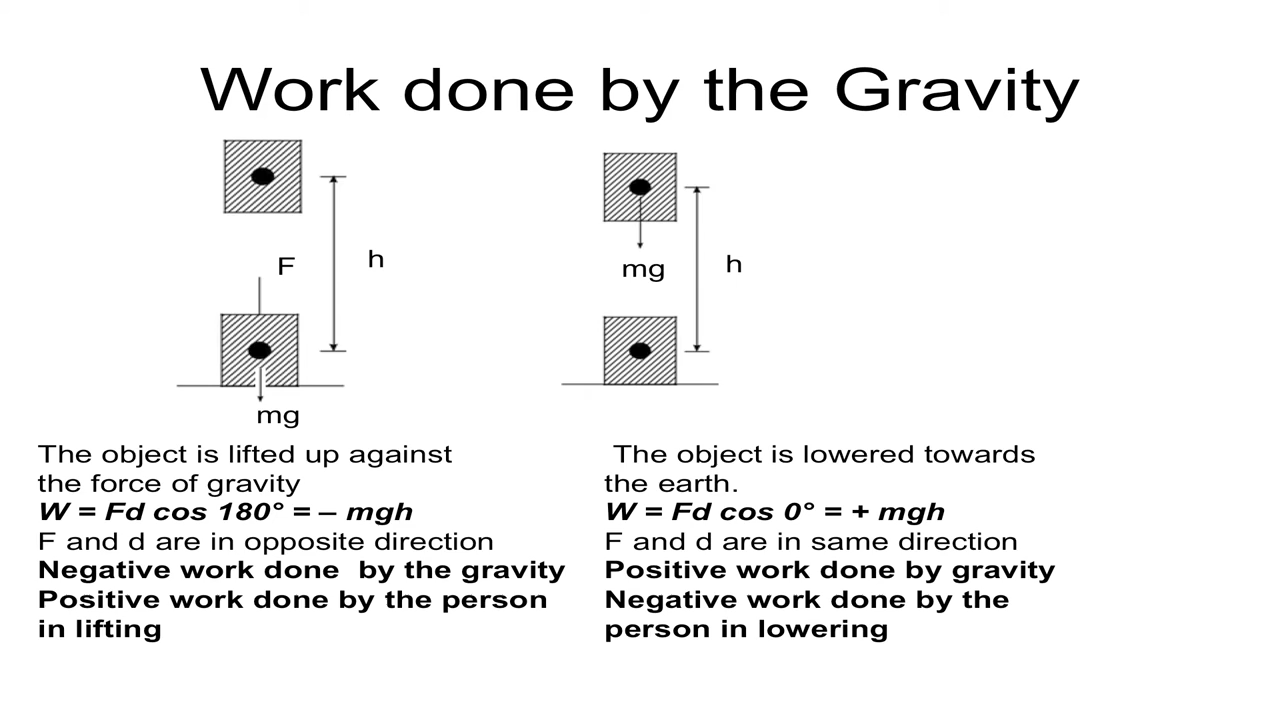 Work done by the Gravity
F
h
mg
mg
h
The object is lifted up against
the force of gravity
W = Fd cos 180° = – mgh
F and d are in opposite direction
Negative work done  by the gravity
Positive work done by the person
in lifting
The object is lowered towards
the earth.
W = Fd cos 0° = + mgh
F and d are in same direction
Positive work done by gravity
Negative work done by the
person in lowering